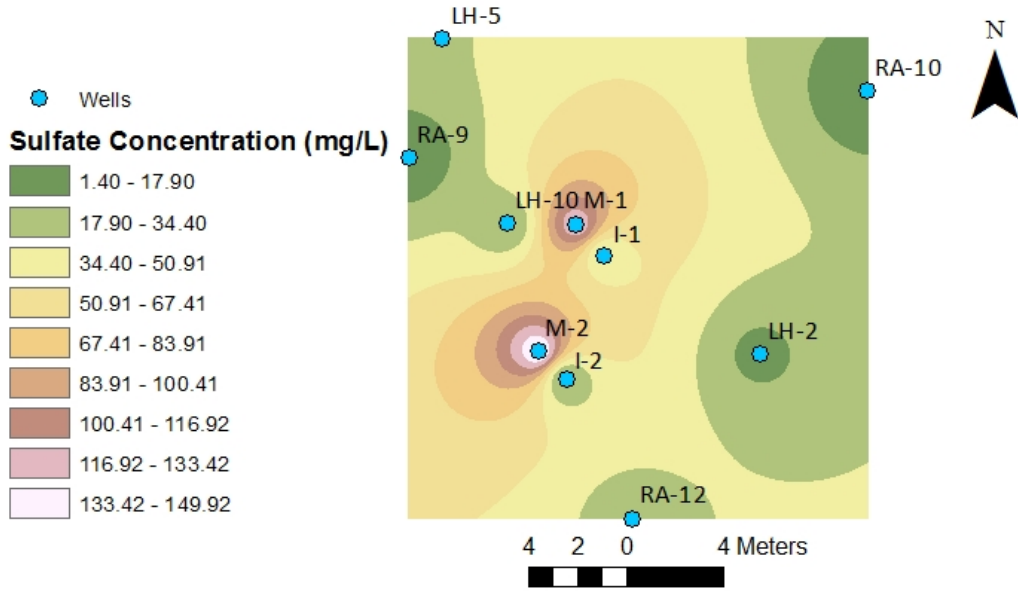 LH-5
N
RA-10
Wells
Sulfate Concentration (mg/L)
RA-9
1.40 - 17.90
17.90 - 34.40
LH-10 M-1
I-1
34.40 - 50.91
50.91 - 67.41
67.41 - 83.91
M-2
LH-2
I-2
83.91 - 100.41
100.41 - 116.92
116.92 - 133.42
133.42 - 149.92
RA-12
4 2 0 4 Meters